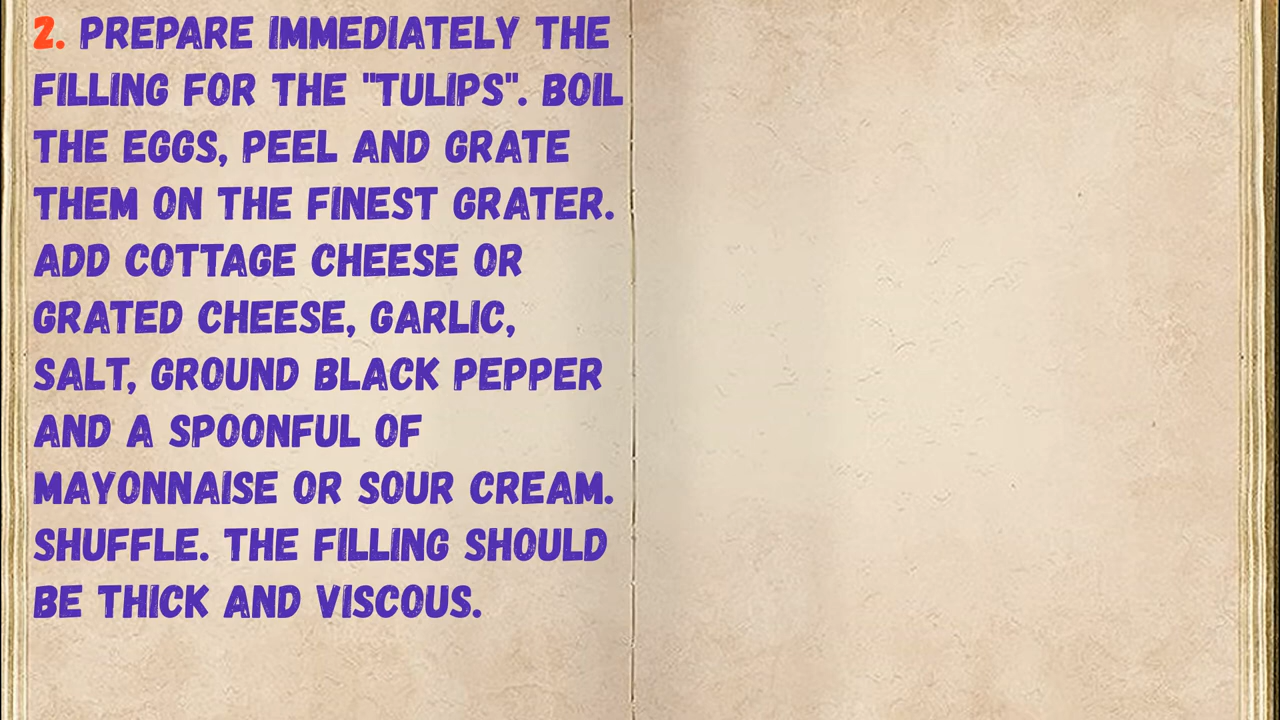 2. PREPARE IMMEDIATELY THE
FILLING FOR THE "TULIPS". BOIL
THE EGGS, PEEL AND GRATE
THEM ON THE FINEST GRATER.
ADD COTTAGE CHEESE OR
GRATED CHEESE, GARLIC,
SALT, GROUND BLACK PEPPER
AND A SPOONFUL OF
MAYONNAISE OR SOUR CREAM.
SHUFFLE. THE FILLING SHOULD
BE THICK AND VISCOUS.